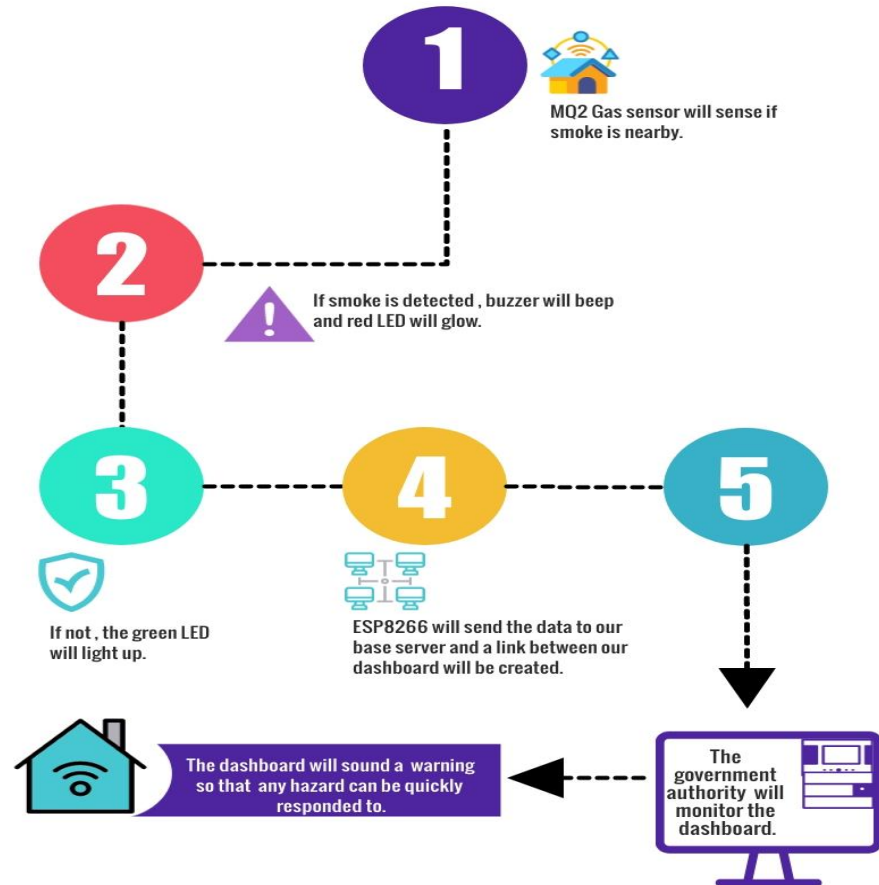 1
MQ2 Gas sensor will sense if
smoke is nearby.
2
If smoke is detected , buzzer will beep
and red LED will glow.
3
If not , the green LED
will light up.
4
ESP8266 will send the data to our
base server and a link between our
dashboard will be created.
5
The
government
authority will
monitor the
dashboard.
The dashboard will sound a warning
so that any hazard can be quickly
responded to.